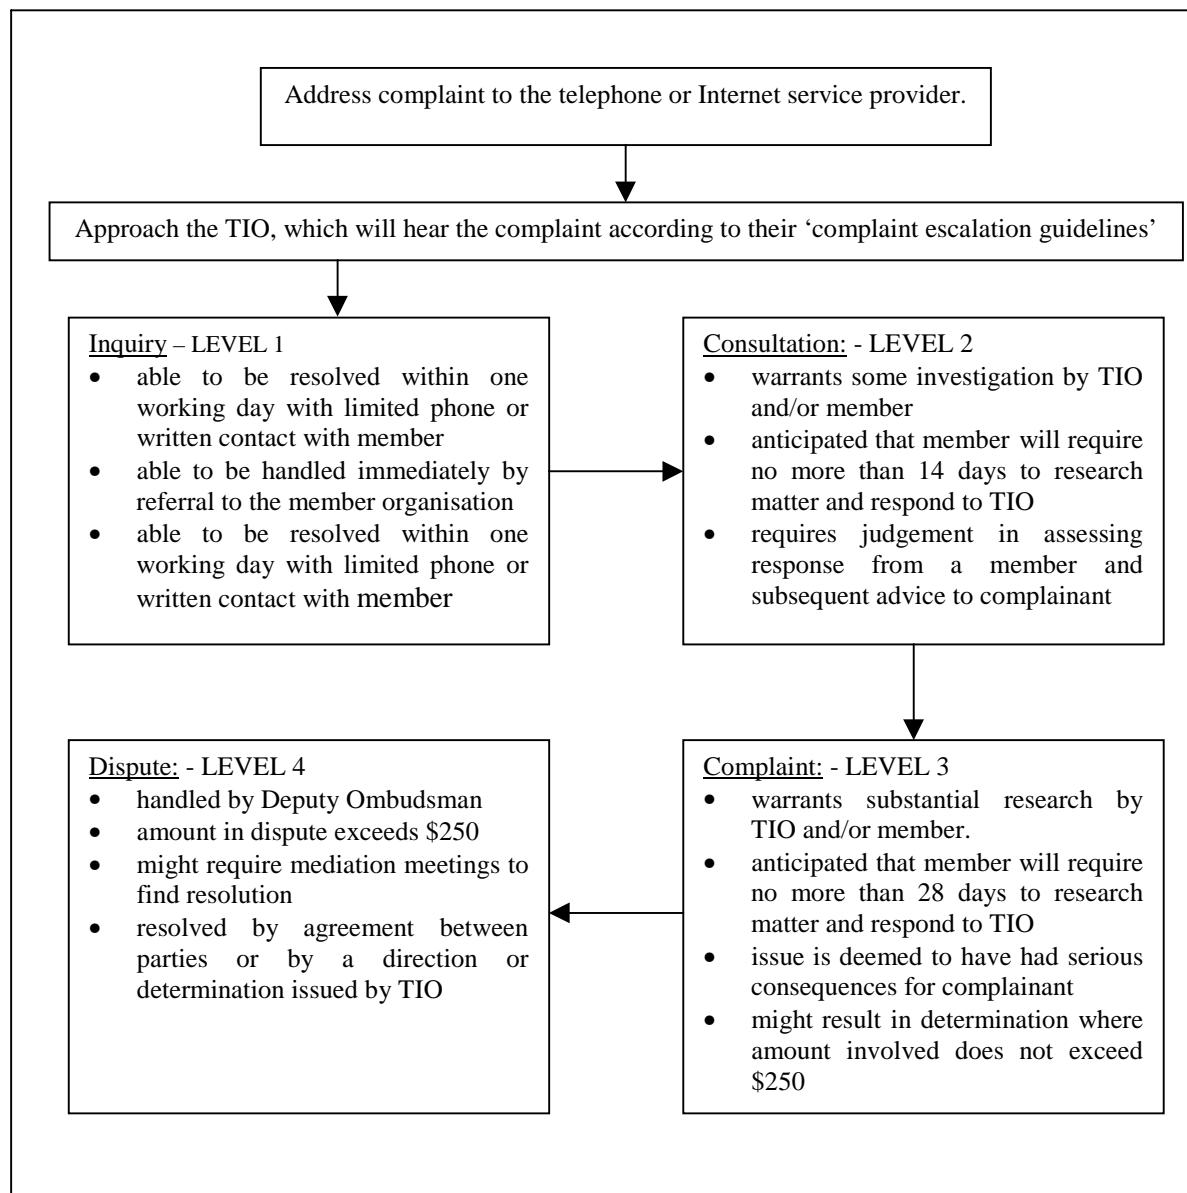 Address complaint to the telephone or Internet service provider.
Approach the TIO, which will hear the complaint according to their ‘complaint escalation guidelines’
Inquiry – LEVEL 1
• able to be resolved within one
working day with limited phone or
written contact with member
• able to be handled immediately by
referral to the member organisation
• able to be resolved within one
working day with limited phone or
written contact with member
Consultation: - LEVEL 2
• warrants some investigation by TIO
and/or member
• anticipated that member will require
no more than 14 days to research
matter and respond to TIO
• requires judgement in assessing
response from a member and
subsequent advice to complainant
Complaint: - LEVEL 3
• warrants substantial research by
TIO and/or member.
• anticipated that member will require
no more than 28 days to research
matter and respond to TIO
• issue is deemed to have had serious
consequences for complainant
• might result in determination where
amount involved does not exceed
$250
Dispute: - LEVEL 4
• handled by Deputy Ombudsman
• amount in dispute exceeds $250
• might require mediation meetings to
find resolution
• resolved by agreement between
parties or by a direction or
determination issued by TIO